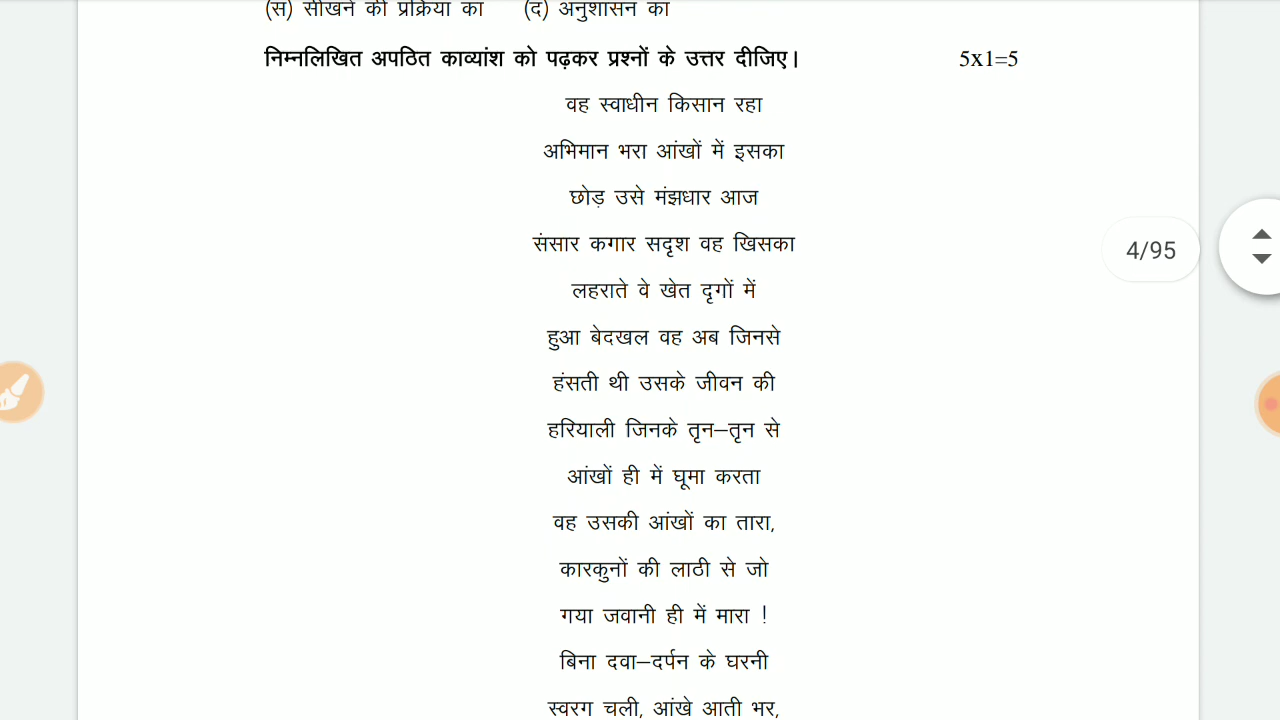 (स) सीखने की प्रक्रिया का (द) अनुशासन का
निम्नलिखित अपठित काव्यांश को पढ़कर प्रश्नों के उत्तर दीजिए। 5x1=5
वह स्वाधीन किसान रहा
अभिमान भरा आंखों में इसका
छोड़ उसे मंझधार आज
संसार कगार सदृश वह खिसका
लहराते वे खेत दृगों में
हुआ बेदखल वह अब जिनसे
हंसती थी उसके जीवन की
हरियाली जिनके तृन–तृन से
आंखों ही में घूमा करता
वह उसकी आंखों का तारा,
कारकुनों की लाठी से जो
गया जवानी ही में मारा !
बिना दवा–दर्पन के घरनी
स्वरग चली, आंखे आती भर,
4/95